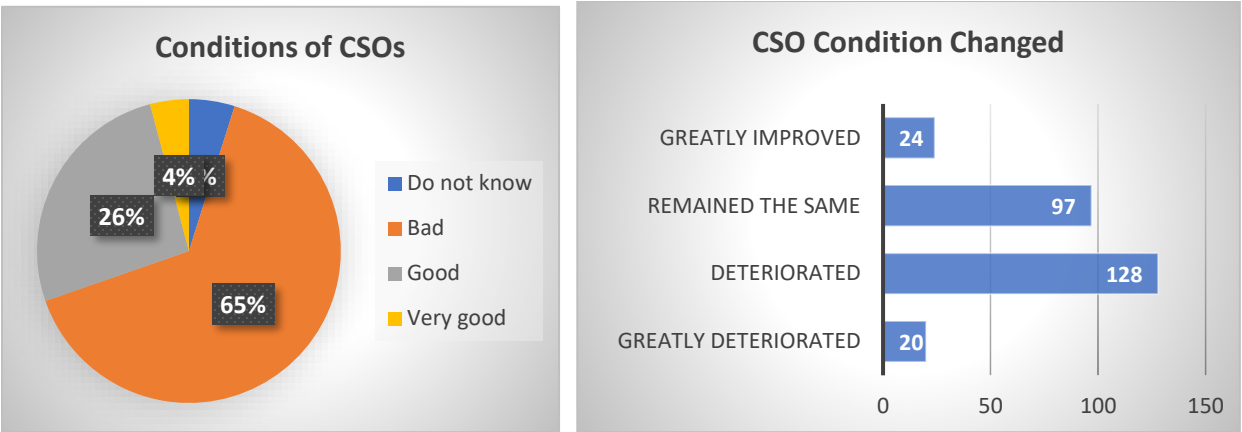 Conditions of CSOs
4%
%
26%
65%
Do not know
Bad
Good
Very good
CSO Condition Changed
GREATLY IMPROVED
24
REMAINED THE SAME
97
DETERIORATED
128
GREATLY DETERIORATED
20
0 50 100 150